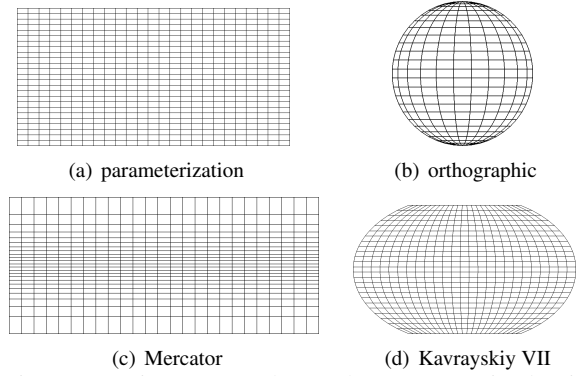 (a) parameterization
(b) orthographic
(c) Mercator
(d) Kavrayskiy VII